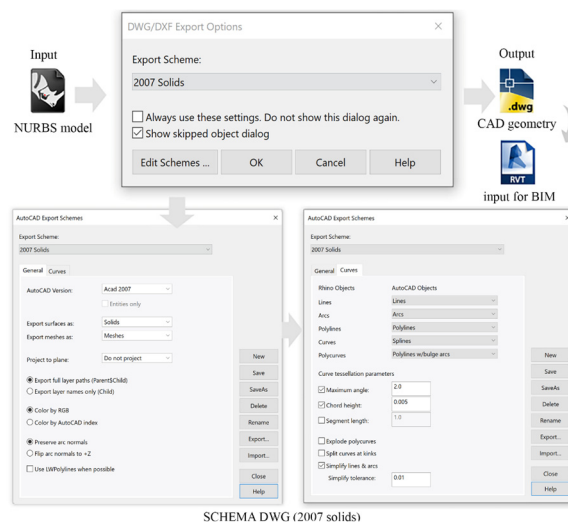 Input
NURBS model
DWG/DXF Export Options
Export Scheme:
2007 Solids
Always use these settings. Do not show this dialog again.
Show skipped object dialog
Edit Schemes ...
OK
Cancel
Help
Output
.dwg
CAD geometry
RVT
input for BIM
AutoCAD Export Schemes
Export Scheme:
2007 Solids
General
Curves
AutoCAD Version:
Acad 2007
Entities only
Export surfaces as:
Solids
Export meshes as:
Meshes
Project to plane:
Do not project
Export full layer paths (Parent$Child)
Export layer names only (Child)
Color by RGB
Color by AutoCAD index
Preserve arc normals
Flip arc normals to +Z
Use LWPolylines when possible
New
Save
SaveAs
Delete
Rename
Export...
Import...
Close
Help
AutoCAD Export Schemes
Export Scheme:
2007 Solids
General
Curves
Rhino Objects
AutoCAD Objects
Lines
Lines
Arcs
Arcs
Polylines
Polylines
Curves
Splines
Polycurves
Polylines w/bulge arcs
Curve tessellation parameters
Maximum angle:
2.0
Chord height:
0.005
Segment length:
1.0
Explode polycurves
Split curves at kinks
Simplify lines & arcs
Simplify tolerance:
0.01
New
Save
SaveAs
Delete
Rename
Export...
Import...
Close
Help
SCHEMA DWG (2007 solids)